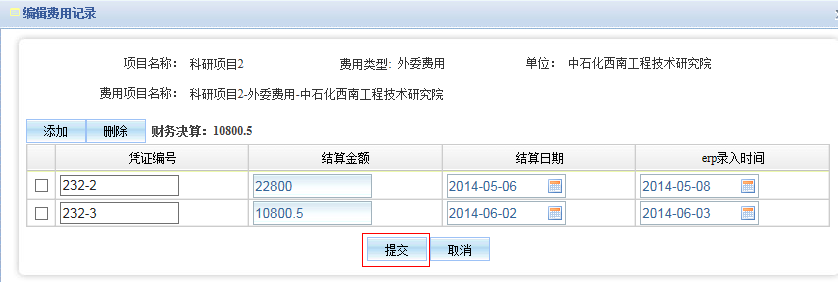 编辑费用记录
项目名称： 科研项目2 费用类型: 外委费用 单位： 中石化西南工程技术研究院
费用项目名称： 科研项目2-外委费用-中石化西南工程技术研究院
添加 删除 财务决算：10800.5
凭证编号 结算金额 结算日期 erp录入时间
232-2 22800 2014-05-06 2014-05-08
232-3 10800.5 2014-06-02 2014-06-03
提交 取消